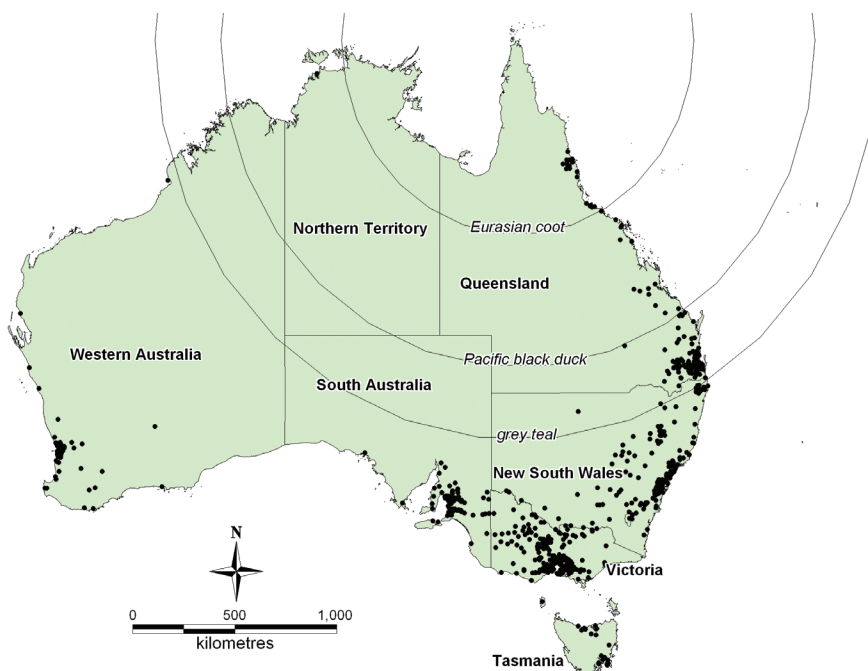 Eurasian coot
Northern Territory
Queensland
Western Australia
Pacific black duck
South Australia
grey teal
New South Wales
N
Victoria
0 500 1,000
kilometres
Tasmania